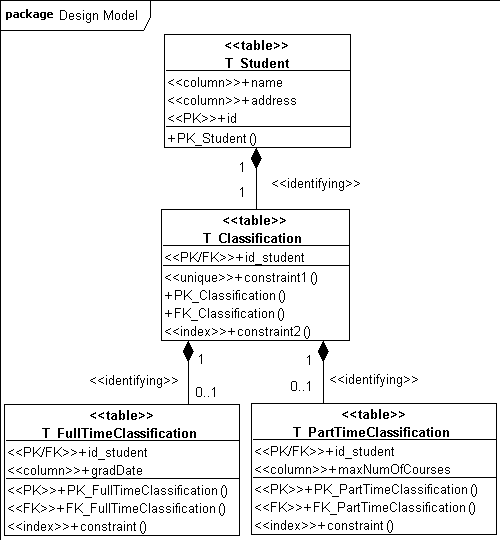 package Design Model
<<table>>
T_Student
<<column>>+name
<<column>>+address
<<PK>>+id
+PK_Student()
1
1
<<identifying>>
<<table>>
T_Classification
<<PK/FK>>+id_student
<<unique>>+constraint1()
+PK_Classification()
+FK_Classification()
<<index>>+constraint2()
1
<<identifying>>
0..1
1
<<identifying>>
0..1
<<table>>
T_FullTimeClassification
<<PK/FK>>+id_student
<<column>>+gradDate
<<PK>>+PK_FullTimeClassification()
<<FK>>+FK_FullTimeClassification()
<<index>>+constraint()
<<table>>
T_PartTimeClassification
<<PK/FK>>+id_student
<<column>>+maxNumOfCourses
<<PK>>+PK_PartTimeClassification()
<<FK>>+FK_PartTimeClassification()
<<index>>+constraint()